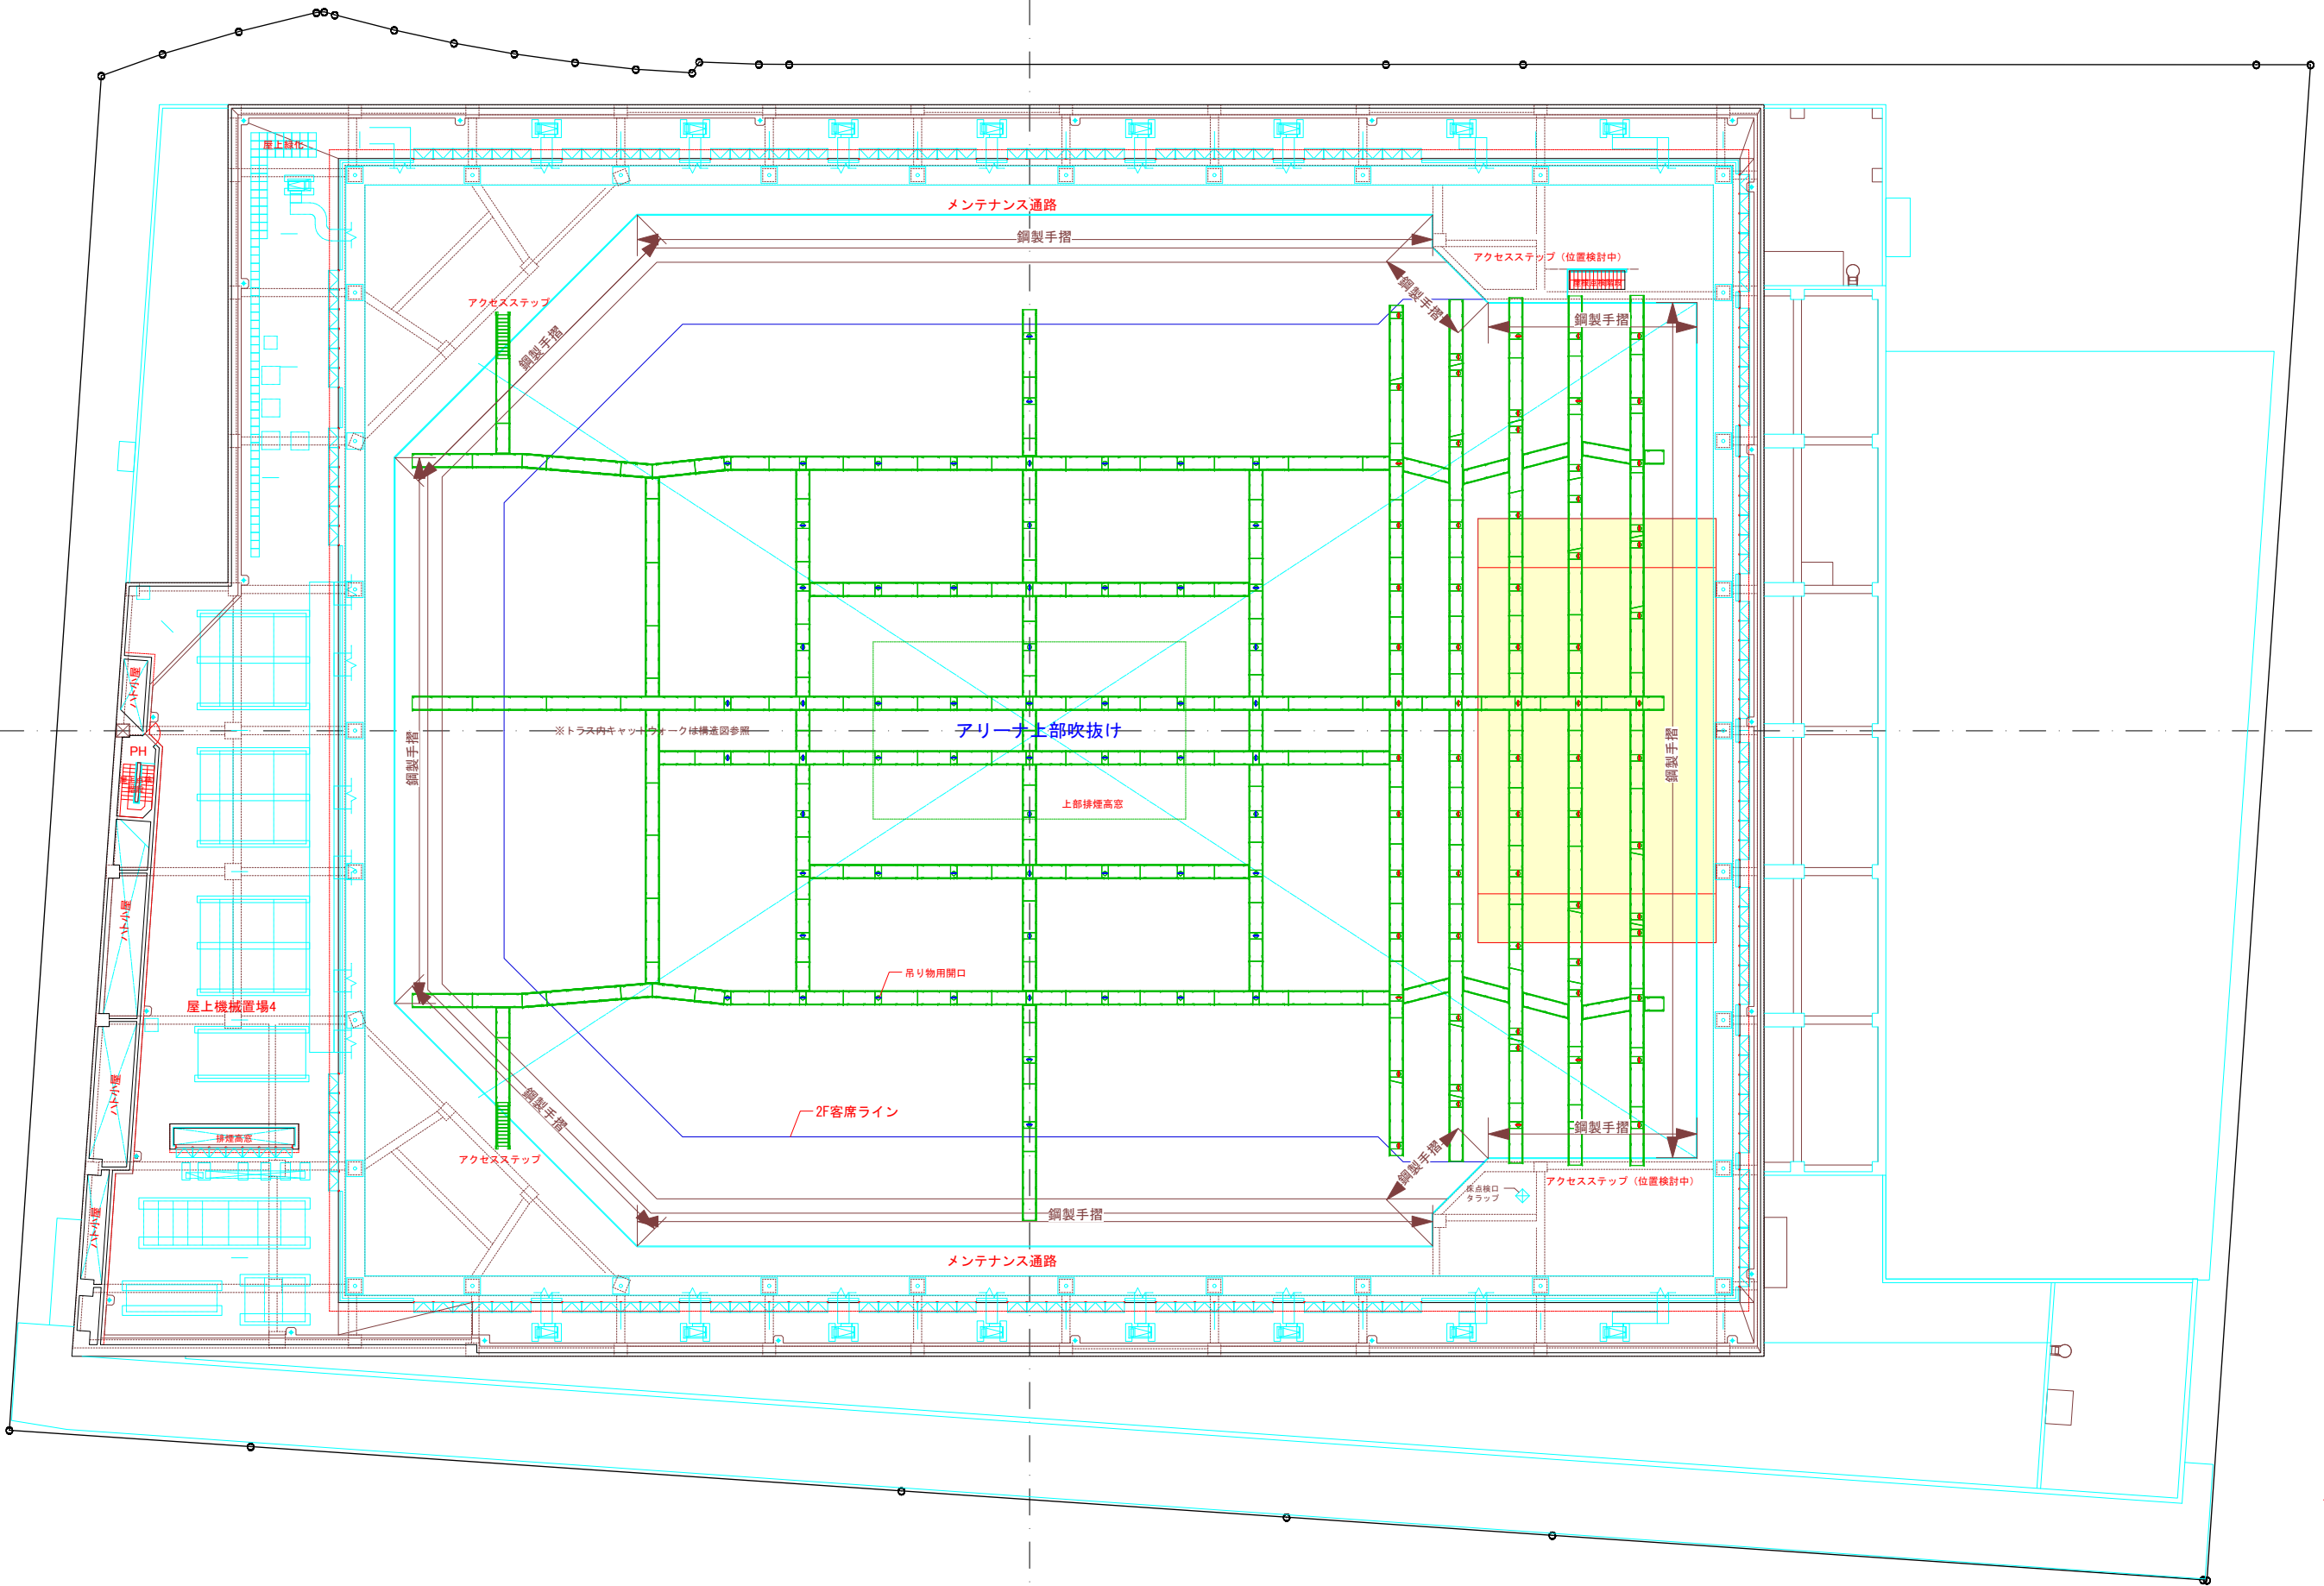 屋上緑化
メンテナンス通路
鋼製手摺
アクセスステップ（位置検討中）
鋼製手摺
アクセスステップ
鋼製手摺
鋼製手摺
ハト小屋
※トラス内キャットウォークは構造図参照
アリーナ上部吹抜け
PH
鋼製手摺
鋼製手摺
上部排煙高窓
ハト小屋
吊り物用開口
屋上機械置場4
ハト小屋
鋼製手摺
2F客席ライン
鋼製手摺
排煙高窓
アクセスステップ
鋼製手摺
アクセスステップ（位置検討中）
床点検口
タラップ
ハト小屋
鋼製手摺
メンテナンス通路